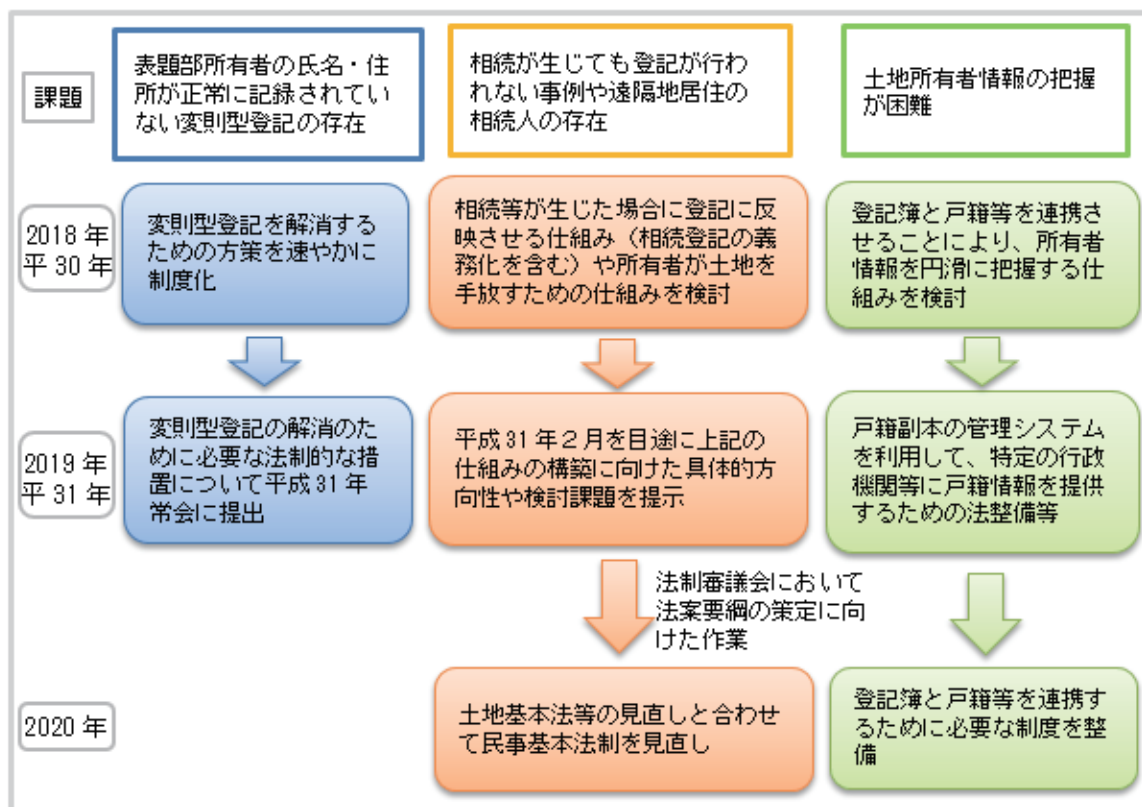 課題
表題部所有者の氏名・住
所が正常に記録されてい
ない変則型登記の存在
相続が生じても登記が行わ
れない事例や遠隔地居住の
相続人の存在
土地所有者情報の把握
が困難
2018 年
平 30 年
変則型登記を解消する
ための方策を速やかに
制度化
相続等が生じた場合に登記に反
映させる仕組み（相続登記の義
務化を含む）や所有者が土地を
手放すための仕組みを検討
登記簿と戸籍等を連携さ
せることにより、所有者
情報を円滑に把握する仕
組みを検討
2019 年
平 31 年
変則型登記の解消のた
めに必要な法制的な措
置について平成 31 年
常会に提出
平成 31 年２月を目途に上記の
仕組みの構築に向けた具体的方
向性や検討課題を提示
戸籍副本の管理システム
を利用して、特定の行政
機関等に戸籍情報を提供
するための法整備等
法制審議会において
法案要綱の策定に向
けた作業
2020 年
土地基本法等の見直しと合わせ
て民事基本法制を見直し
登記簿と戸籍等を連携す
るために必要な制度を整
備